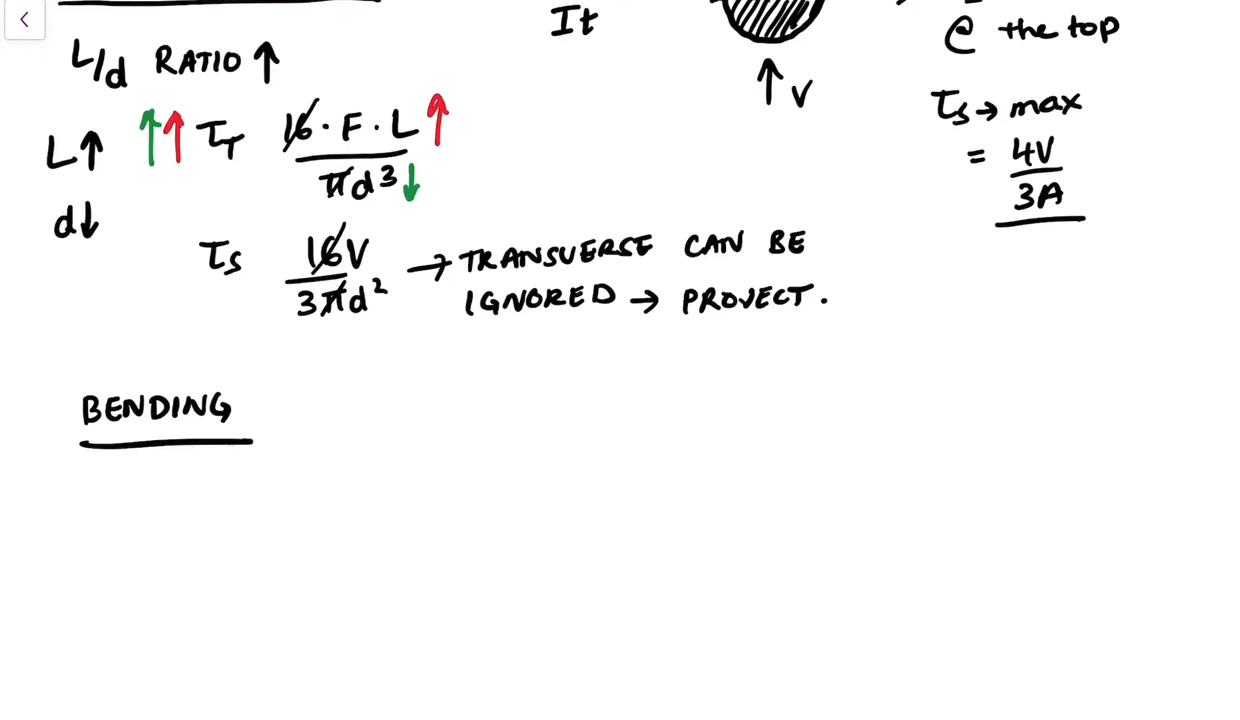 It
@ the top
L/d RATIO ↑
↑ V
τs → max
= 4V/3A
L ↑
↑↑ τT 16 · F · L ↑ / πd³ ↓
d ↓
τs 16V / 3πd² → TRANSVERSE CAN BE
IGNORED → PROJECT.
BENDING